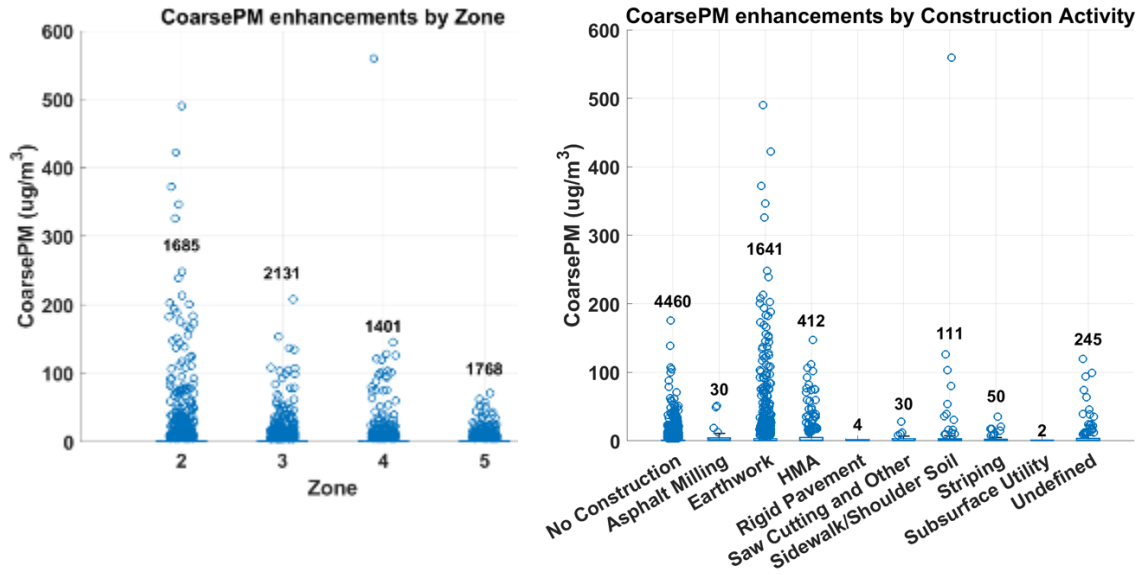 CoarsePM enhancements by Zone
600
500
400
300
200
100
0
CoarsePM (ug/m3)
1685
2131
1401
1768
2 3 4 5
Zone
CoarsePM enhancements by Construction Activity
600
500
400
300
200
100
0
CoarsePM (ug/m3)
4460
30
1641
412
4
30
111
50
2
245
No Construction
Asphalt Milling
Earthwork
HMA
Rigid Pavement
Saw Cutting and Other
Sidewalk/Shoulder Soil
Striping
Subsurface Utility
Undefined